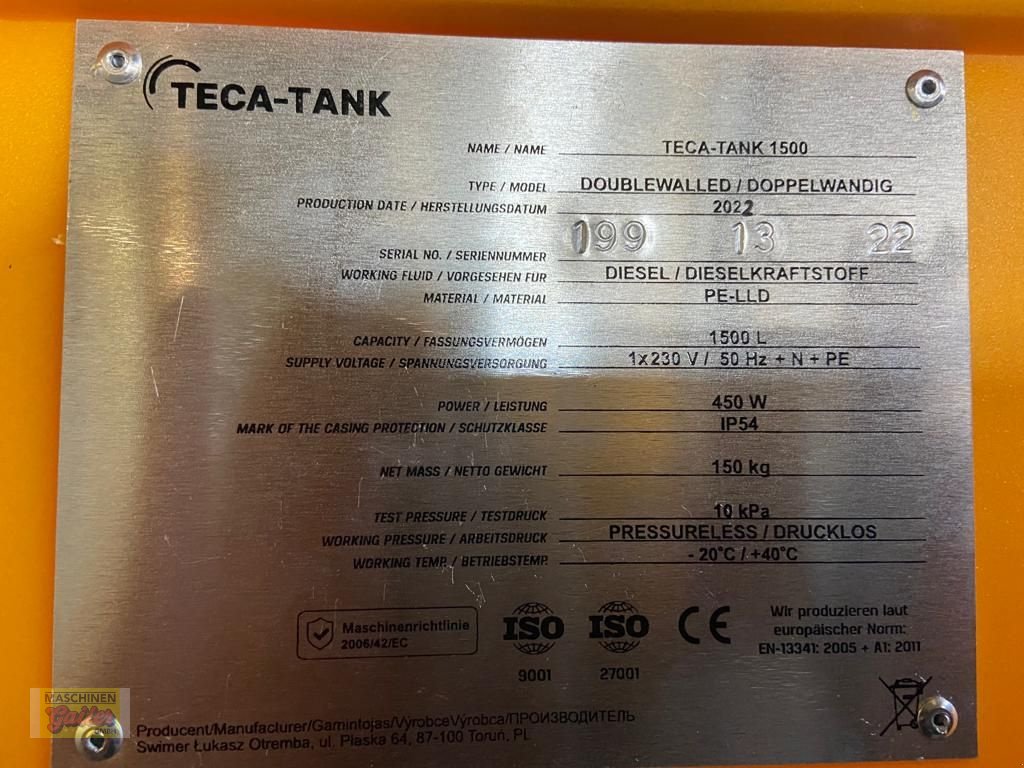 TECA-TANK
NAME / NAME TECA-TANK 1500
TYPE / MODEL DOUBLEWALLED / DOPPELWANDIG
PRODUCTION DATE / HERSTELLUNGSDATUM 2022
SERIAL NO. / SERIENNUMMER 199 13 22
WORKING FLUID / VORGESEHEN FÜR DIESEL / DIESELKRAFTSTOFF
MATERIAL / MATERIAL PE-LLD
CAPACITY / FASSUNGSVERMÖGEN 1500 L
SUPPLY VOLTAGE / SPANNUNGSVERSORGUNG 1x230 V / 50 Hz + N + PE
POWER / LEISTUNG 450 W
MARK OF THE CASING PROTECTION / SCHUTZKLASSE IP54
NET MASS / NETTO GEWICHT 150 kg
TEST PRESSURE / TESTDRUCK 10 kPa
WORKING PRESSURE / ARBEITSDRUCK PRESSURELESS / DRUCKLOS
WORKING TEMP. / BETRIEBSTEMP. - 20°C / +40°C
Maschinenrichtlinie
2006/42/EC
ISO
9001
ISO
27001
CE
Wir produzieren laut
europäischer Norm:
EN-13341: 2005 + A1: 2011
Producent/Manufacturer/Gamintojas/VýrobceVýrobca/ПРОИЗВОДИТЕЛЬ
Swimer Łukasz Otremba, ul. Płaska 64, 87-100 Toruń, PL
MASCHINEN
Gailer
GMBH